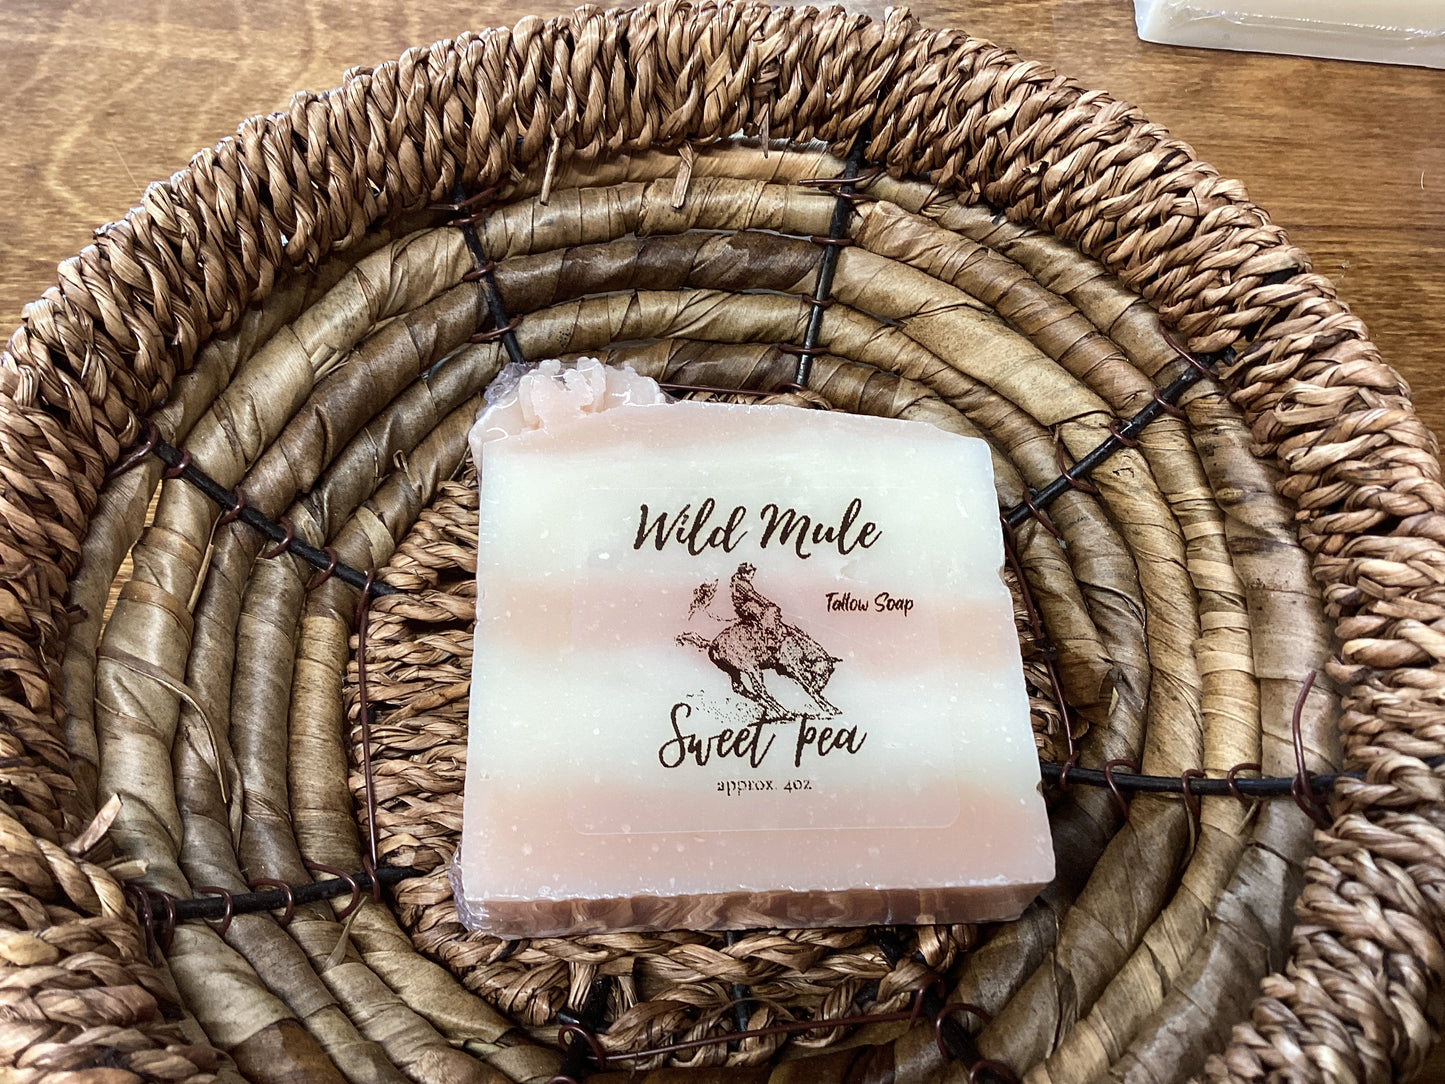 Wild Mule
Tallow Soap
Sweet Pea
approx. 4oz